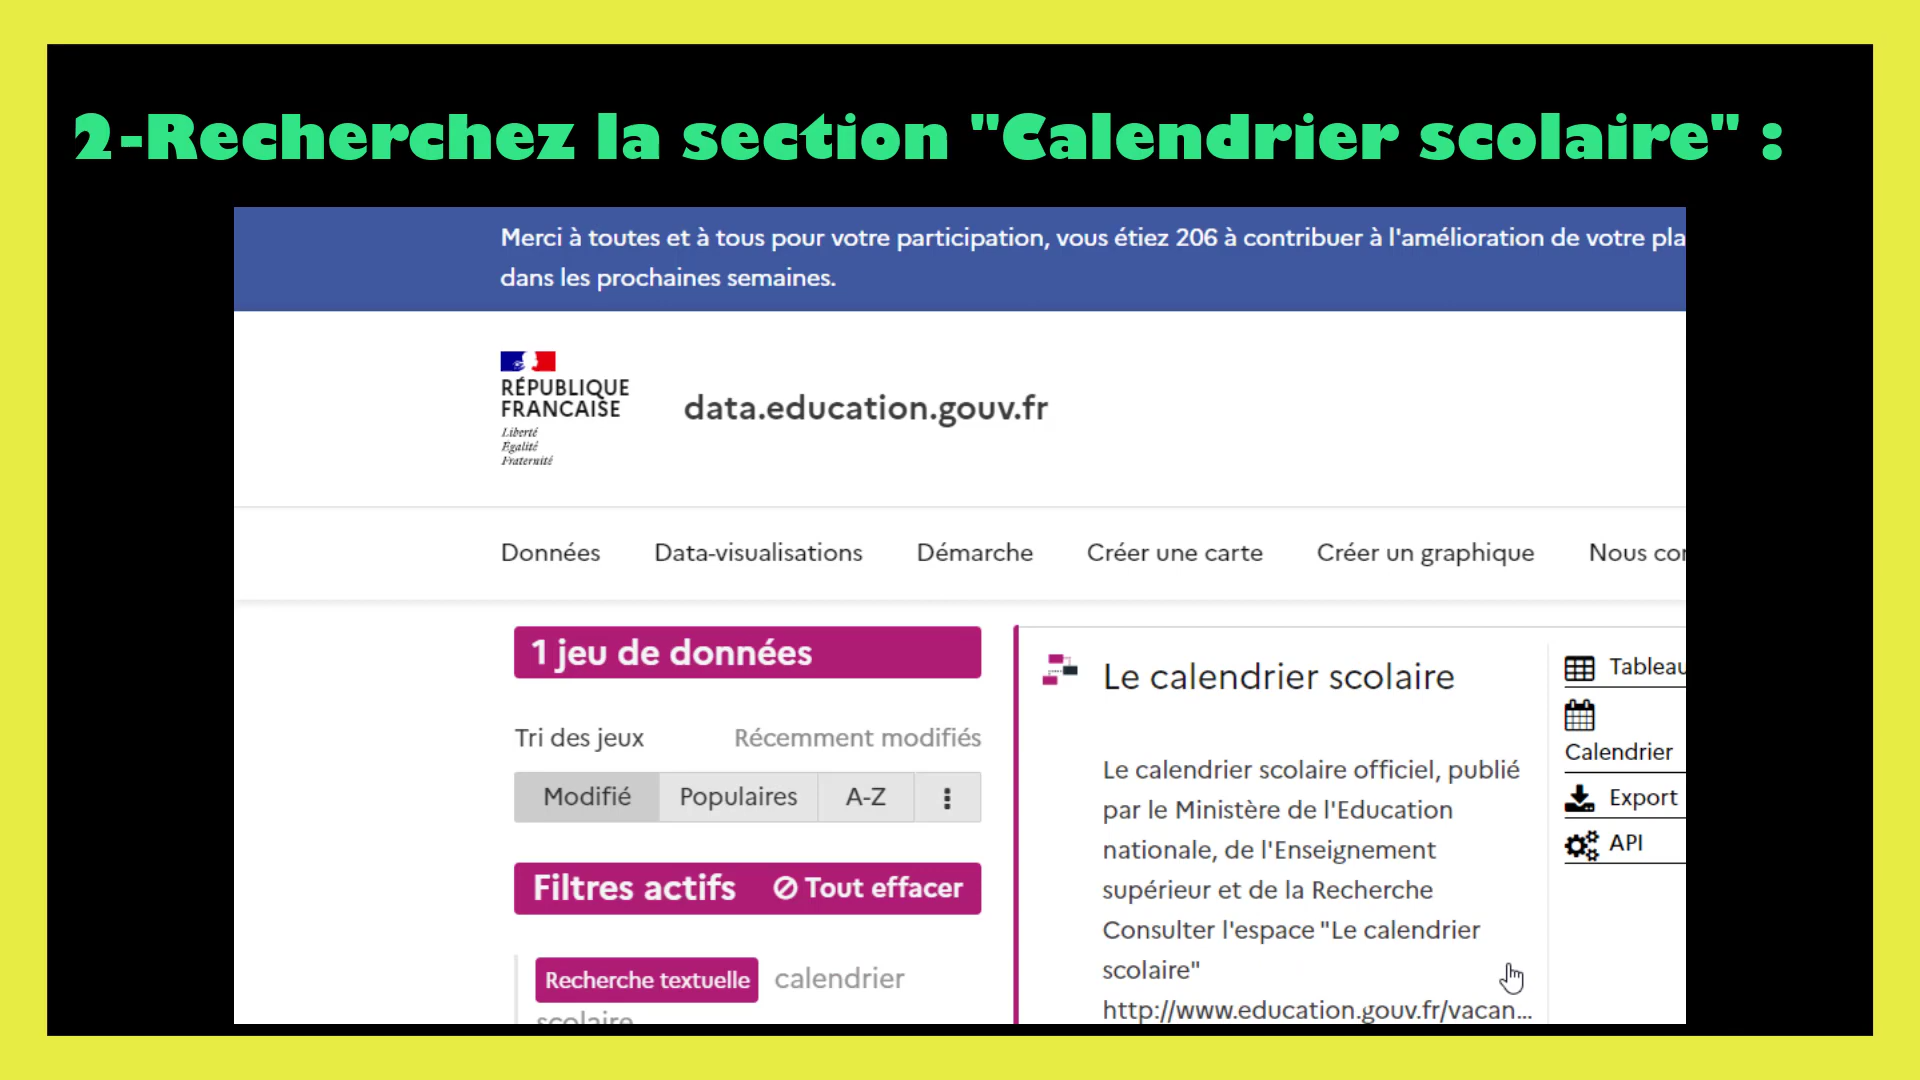 2-Recherchez la section "Calendrier scolaire" :
Merci à toutes et à tous pour votre participation, vous étiez 206 à contribuer à l'amélioration de votre pla
dans les prochaines semaines.
RÉPUBLIQUE
FRANCAISE
Liberté
Égalité
Fraternité
data.education.gouv.fr
Données
Data-visualisations
Démarche
Créer une carte
Créer un graphique
Nous con
1 jeu de données
Tri des jeux
Récemment modifiés
Modifié
Populaires
A-Z
Filtres actifs
Tout effacer
Recherche textuelle calendrier
scolaire
Le calendrier scolaire
Le calendrier scolaire officiel, publié
par le Ministère de l'Education
nationale, de l'Enseignement
supérieur et de la Recherche
Consulter l'espace "Le calendrier
scolaire"
http://www.education.gouv.fr/vacan...
Tableau
Calendrier
Export
API